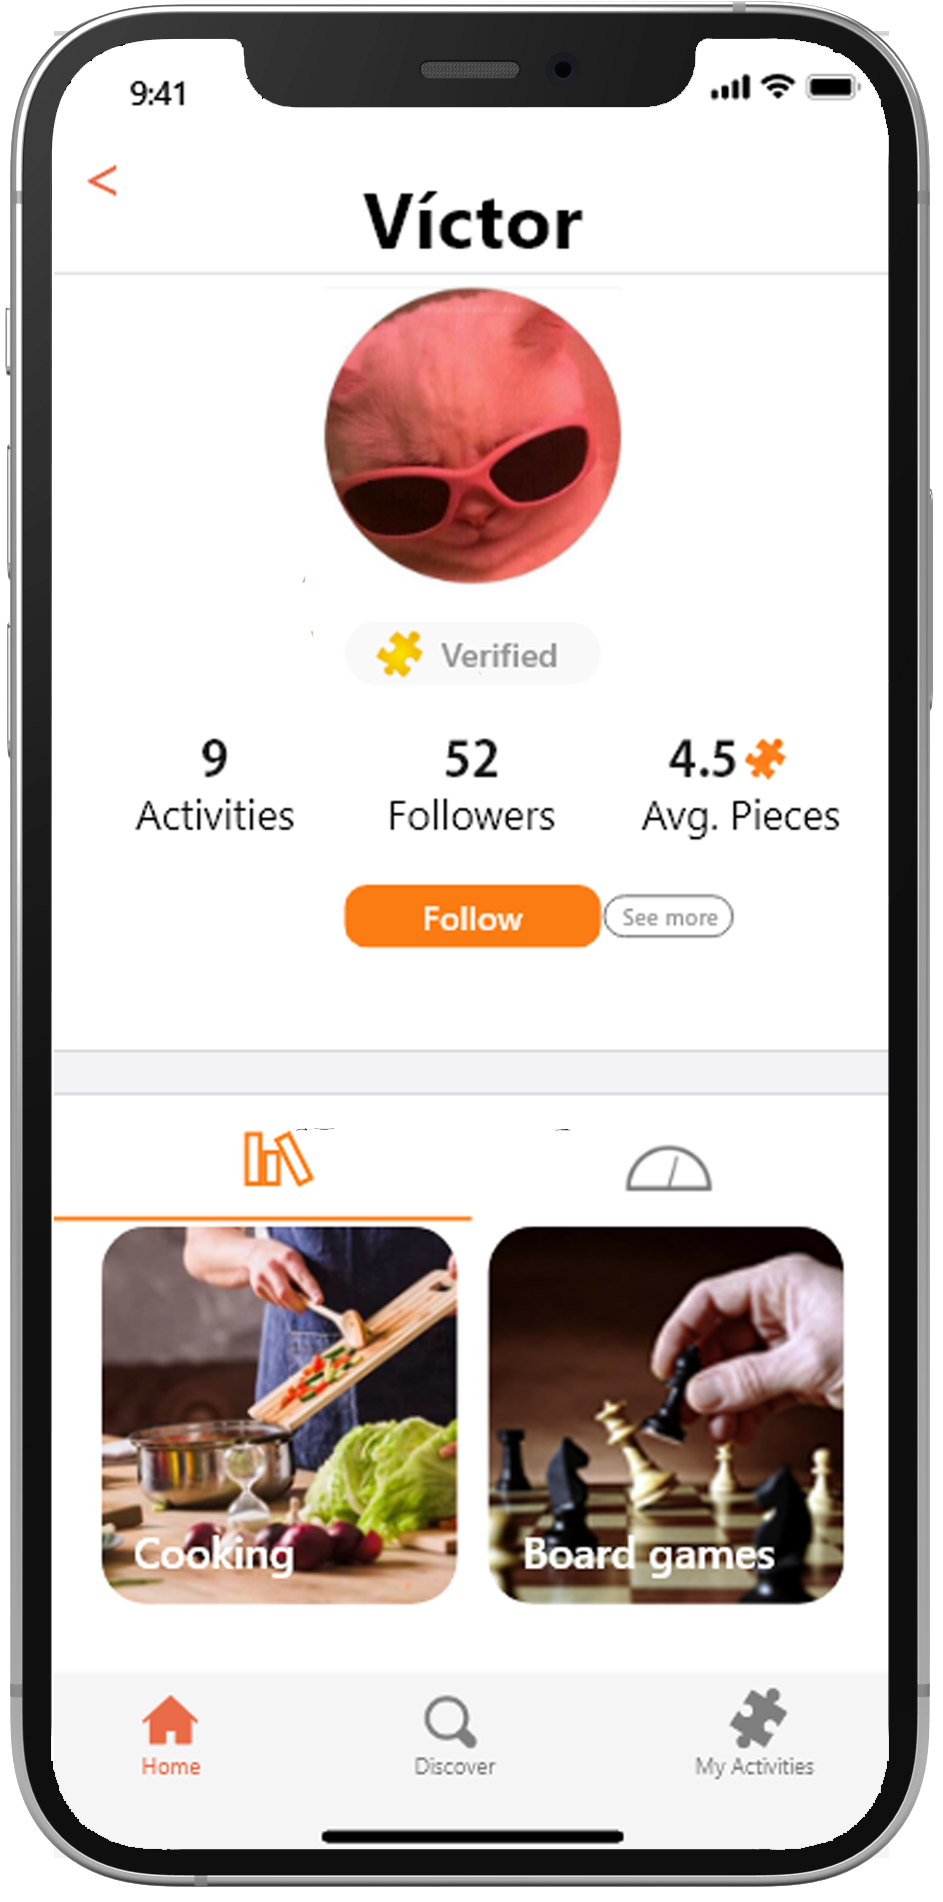 9:41
<
Víctor
Verified
9
Activities
52
Followers
4.5
Avg. Pieces
Follow
See more
Cooking
Board games
Home
Discover
My Activities